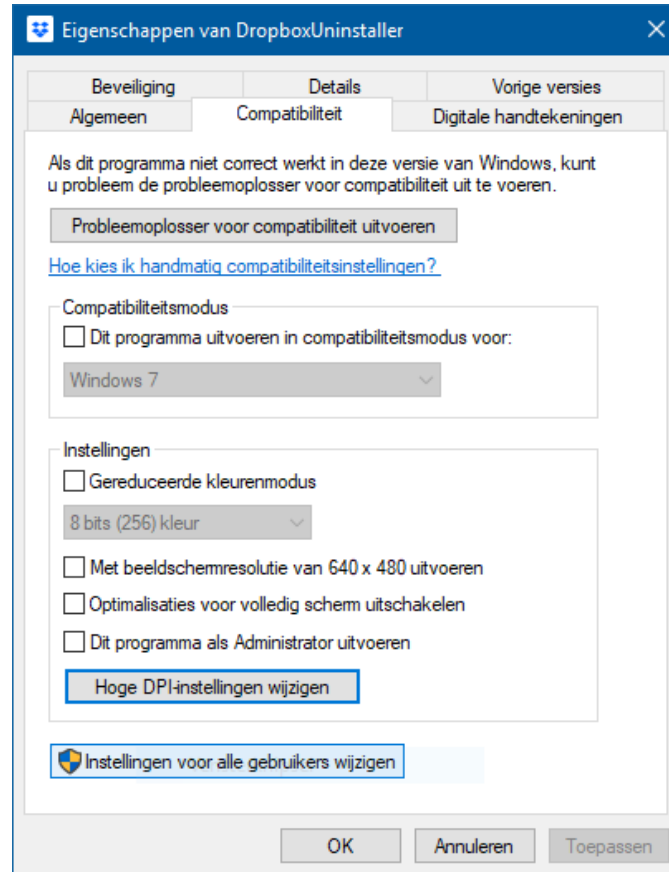 Eigenschappen van DropboxUninstaller
Beveiliging Details Vorige versies
Algemeen Compatibiliteit Digitale handtekeningen
Als dit programma niet correct werkt in deze versie van Windows, kunt
u probleem de probleemoplosser voor compatibiliteit uit te voeren.
Probleemoplosser voor compatibiliteit uitvoeren
Hoe kies ik handmatig compatibiliteitsinstellingen?
Compatibiliteitsmodus
Dit programma uitvoeren in compatibiliteitsmodus voor:
Windows 7
Instellingen
Gereduceerde kleurenmodus
8 bits (256) kleur
Met beeldschermresolutie van 640 x 480 uitvoeren
Optimalisaties voor volledig scherm uitschakelen
Dit programma als Administrator uitvoeren
Hoge DPI-instellingen wijzigen
Instellingen voor alle gebruikers wijzigen
OK Annuleren Toepassen